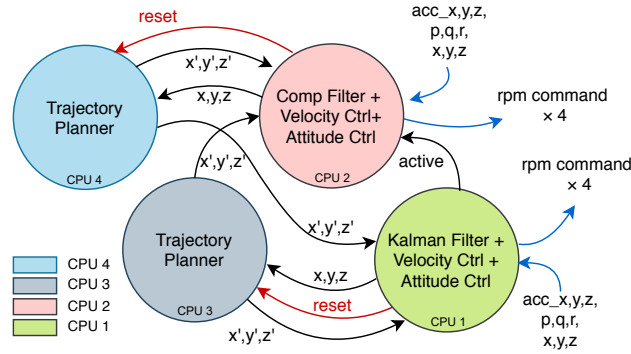 reset
acc_x,y,z,
p,q,r,
x,y,z
x',y',z'
x,y,z
Trajectory
Planner
CPU 4
Comp Filter +
Velocity Ctrl+
Attitude Ctrl
CPU 2
rpm command
× 4
x',y',z'
active
rpm command
× 4
Trajectory
Planner
CPU 3
x',y',z'
Kalman Filter +
Velocity Ctrl +
Attitude Ctrl
CPU 1
x,y,z
reset
x',y',z'
acc_x,y,z,
p,q,r,
x,y,z
CPU 4
CPU 3
CPU 2
CPU 1